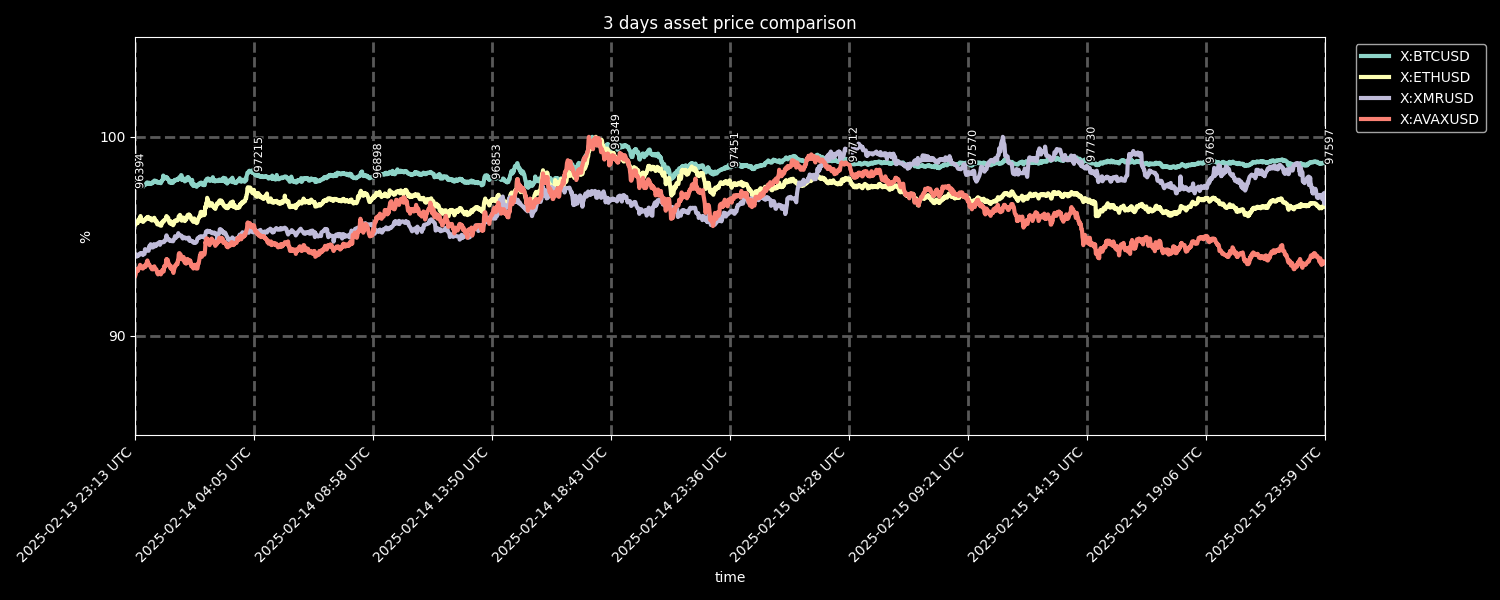 3 days asset price comparison
X:BTCUSD
X:ETHUSD
X:XMRUSD
X:AVAXUSD
%
100
90
96394
97215
96898
96853
98349
97451
97712
97570
97730
97650
97597
2025-02-13 23:13 UTC
2025-02-14 04:05 UTC
2025-02-14 08:58 UTC
2025-02-14 13:50 UTC
2025-02-14 18:43 UTC
2025-02-14 23:36 UTC
2025-02-15 04:28 UTC
2025-02-15 09:21 UTC
2025-02-15 14:13 UTC
2025-02-15 19:06 UTC
2025-02-15 23:59 UTC
time